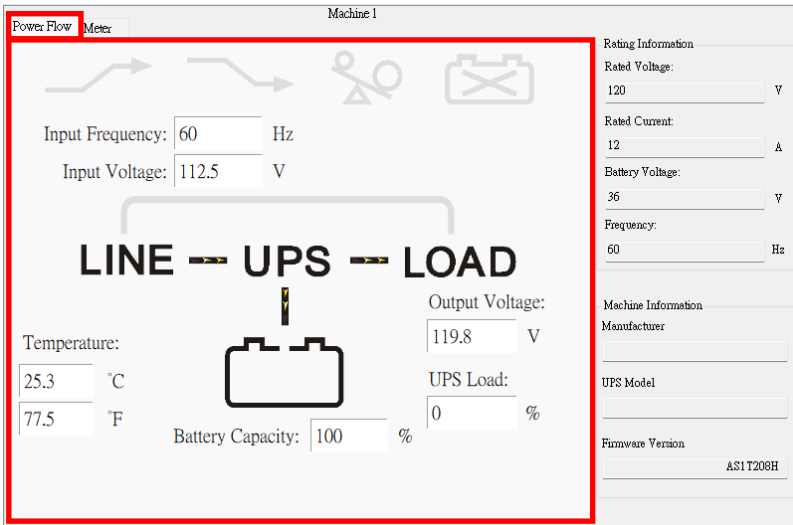 Machine 1
Power Flow
Meter
Input Frequency: 60 Hz
Input Voltage: 112.5 V
LINE UPS LOAD
Output Voltage:
119.8 V
Temperature:
25.3 °C
77.5 °F
UPS Load:
0 %
Battery Capacity: 100 %
Rating Information
Rated Voltage:
120 V
Rated Current:
12 A
Battery Voltage:
36 V
Frequency:
60 Hz
Machine Information
Manufacturer
UPS Model
Firmware Version
AS1T208H